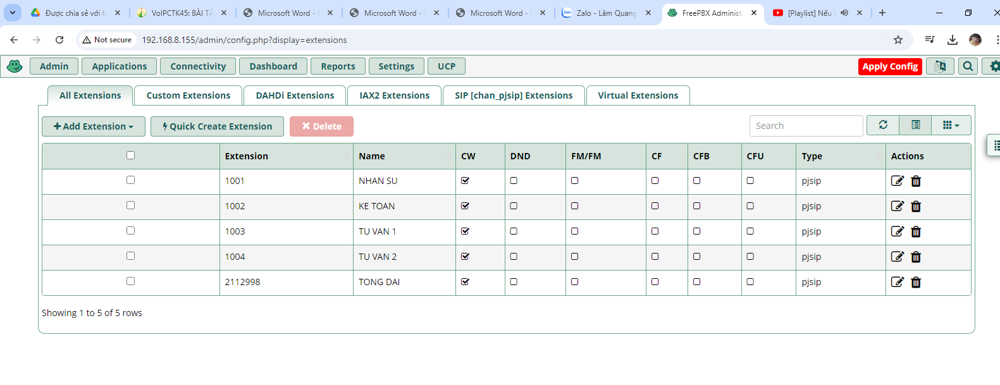 Được chia sẻ với t
VoIPCTK45: BÀI TẬ
Microsoft Word -
Microsoft Word -
Microsoft Word -
Zalo - Lâm Quang
FreePBX Administ
[Playlist] Nếu
Not secure
192.168.8.155/admin/config.php?display=extensions
Admin
Applications
Connectivity
Dashboard
Reports
Settings
UCP
Apply Config
All Extensions
Custom Extensions
DAHDi Extensions
IAX2 Extensions
SIP [chan_pjsip] Extensions
Virtual Extensions
Add Extension
Quick Create Extension
Delete
Search
Extension Name CW DND FM/FM CF CFB CFU Type Actions
1001 NHAN SU pjsip
1002 KE TOAN pjsip
1003 TU VAN 1 pjsip
1004 TU VAN 2 pjsip
2112998 TONG DAI pjsip
Showing 1 to 5 of 5 rows